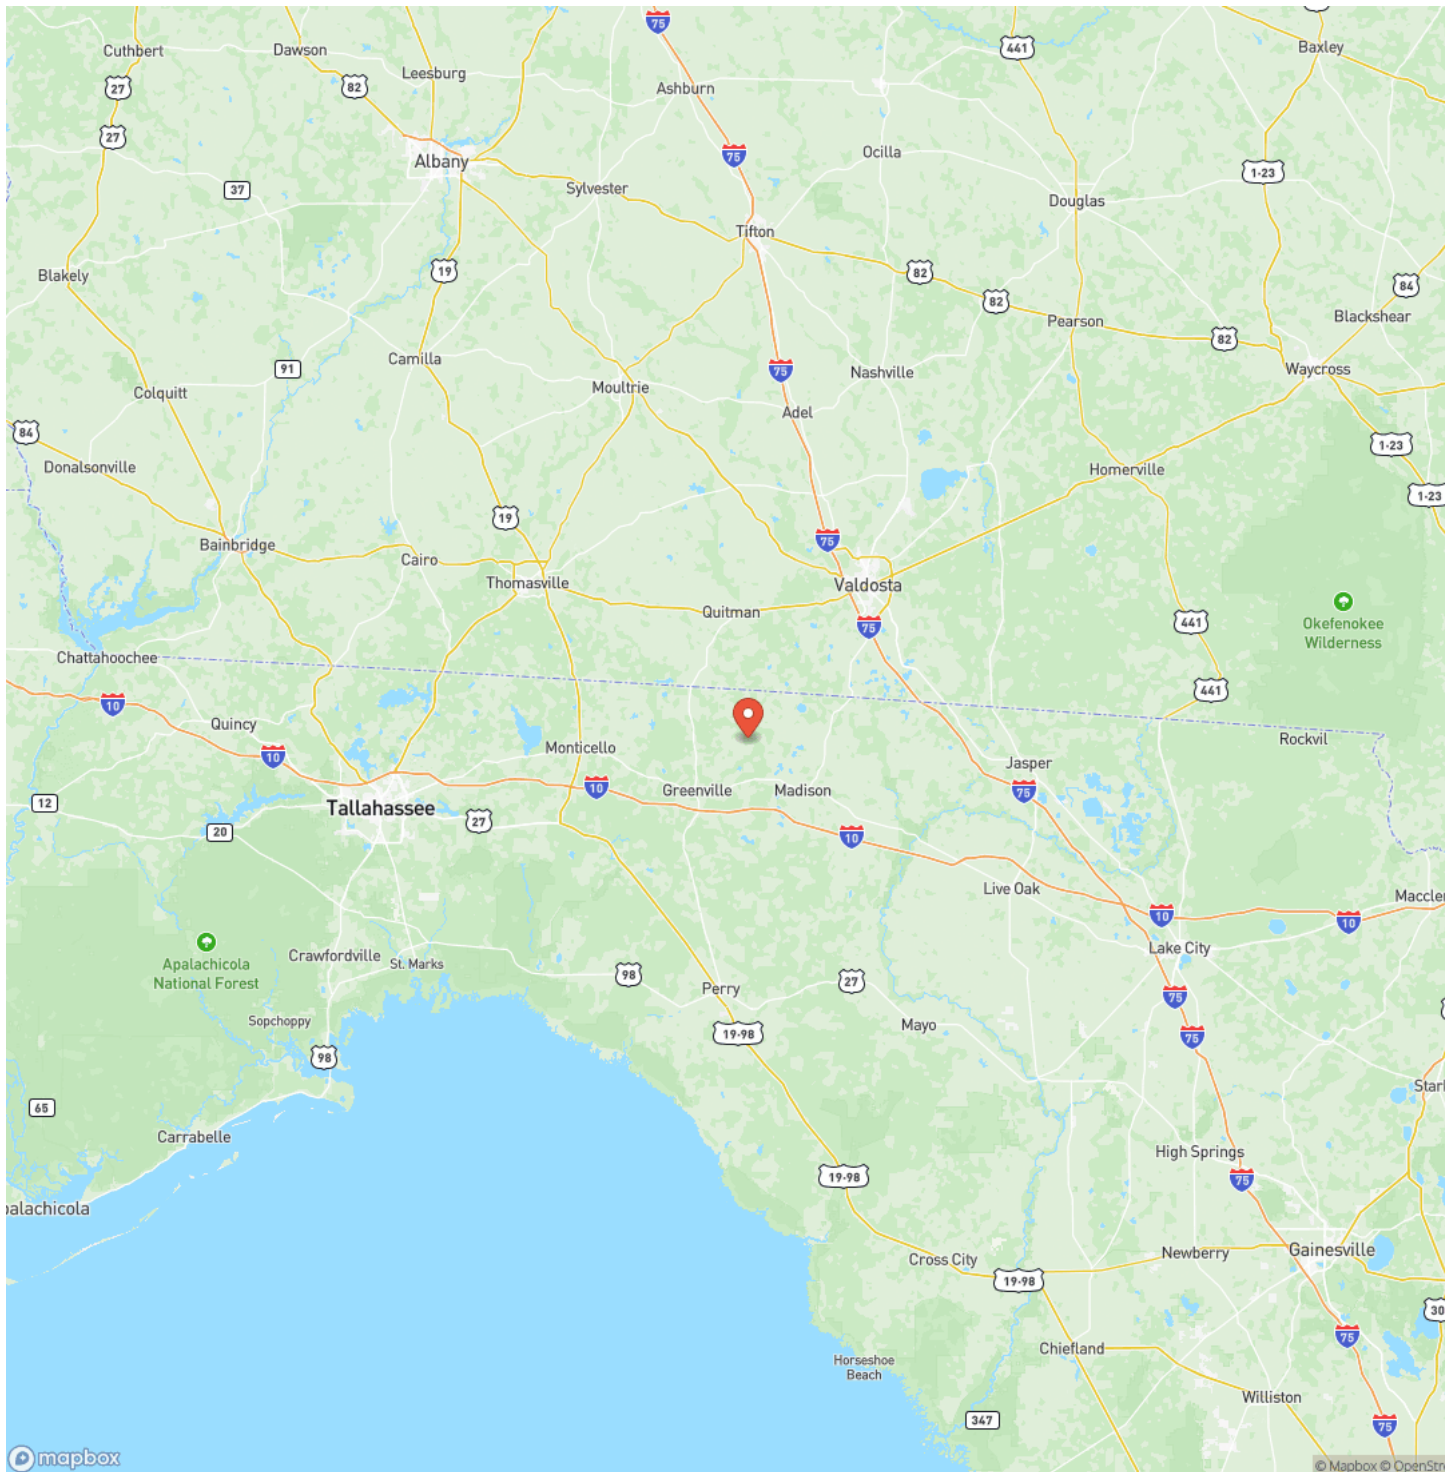 75
441
Baxley
Cuthbert
Dawson
Leesburg
27
82
Ashburn
27
75
Albany
Ocilla
1-23
37
Sylvester
Douglas
Tifton
Blakely
19
82
82
84
Pearson
Blackshear
82
91
Camilla
75
Nashville
Waycross
Colquitt
Moultrie
Adel
84
1-23
Donalsonville
Homerville
1-23
19
75
Bainbridge
Cairo
Thomasville
Valdosta
Quitman
75
441
Okefenokee
Wilderness
Chattahoochee
441
10
Quincy
10
Monticello
Rockvil
Jasper
10
Greenville
Madison
75
12
Tallahassee
27
20
10
Live Oak
Macclen
10
10
Crawfordville
St. Marks
Lake City
Apalachicola
National Forest
98
27
Perry
75
Sopchoppy
19-98
Mayo
75
98
65
Starl
Carrabelle
High Springs
19-98
75
palachicola
Cross City
Newberry
Gainesville
19-98
30
75
Chiefland
Horseshoe
Beach
Williston
347
75
mapbox
© Mapbox © OpenStre